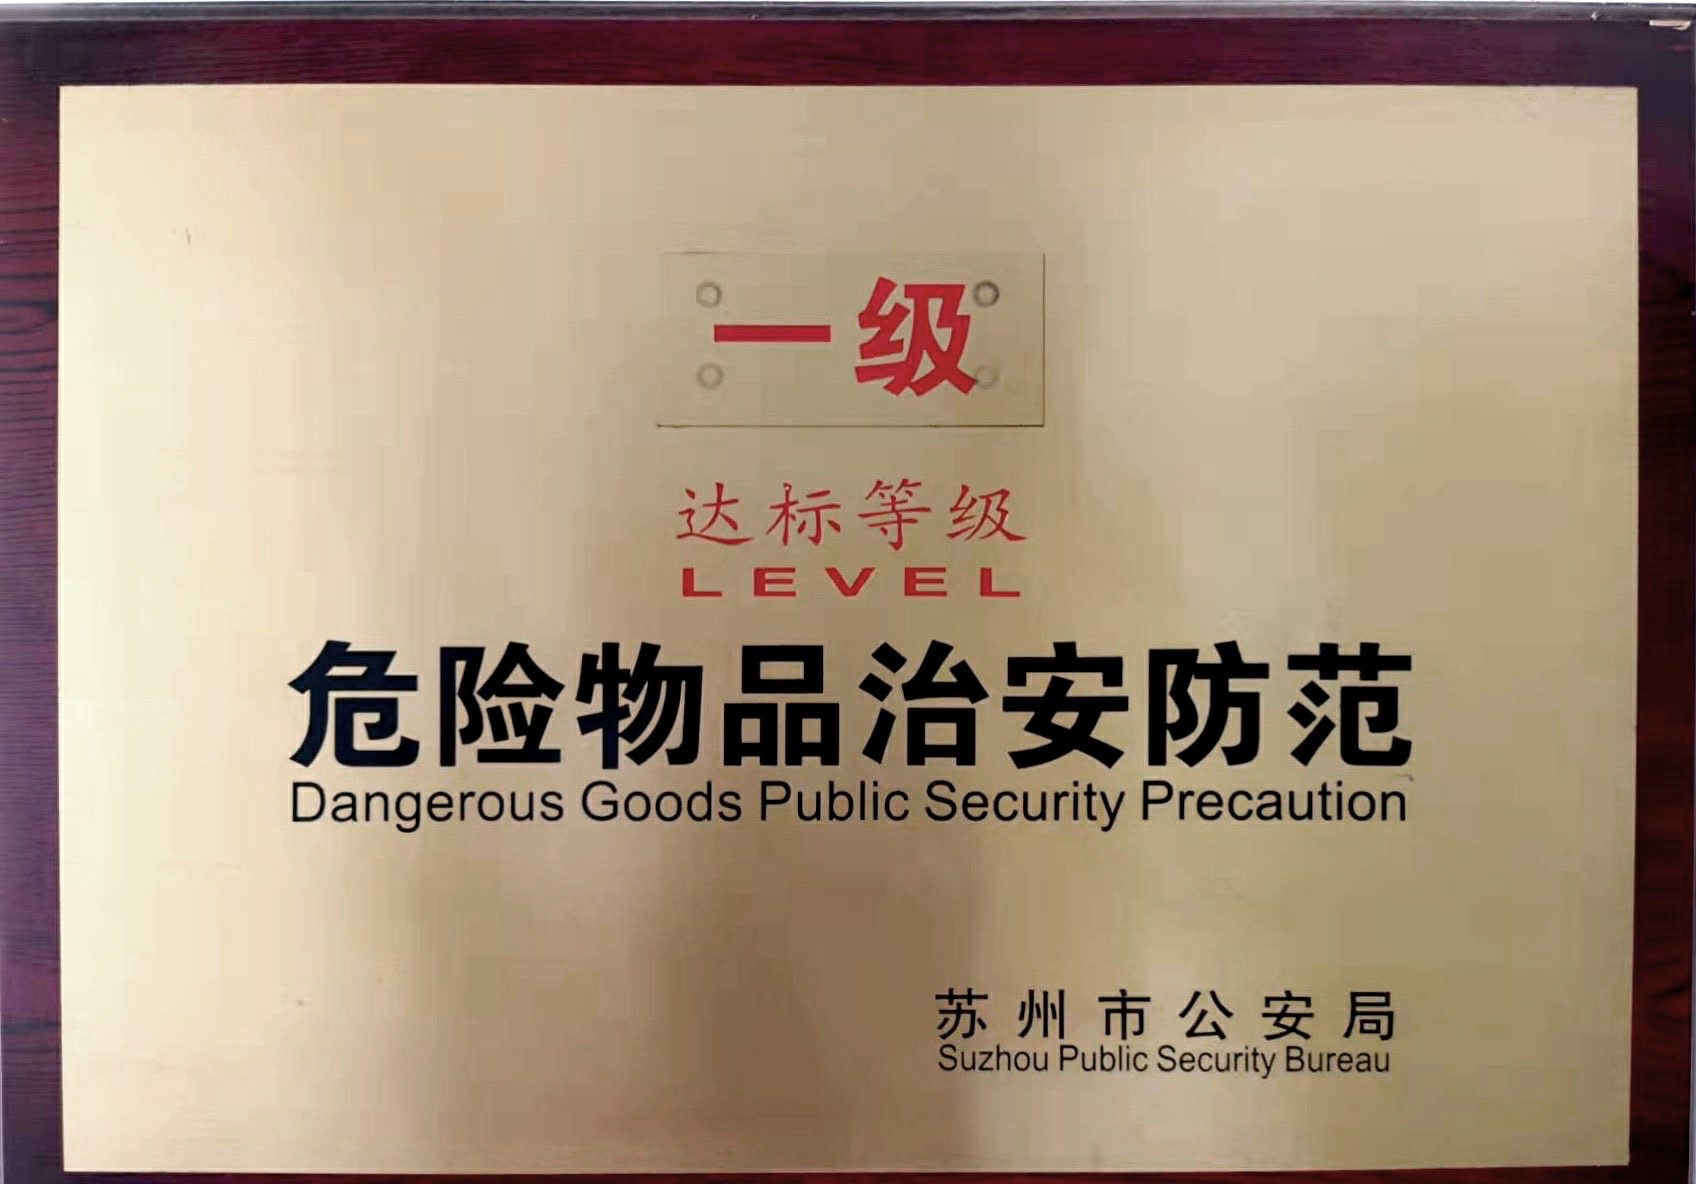 一级
达标等级
LEVEL
危险物品治安防范
Dangerous Goods Public Security Precaution
苏州市公安局
Suzhou Public Security Bureau